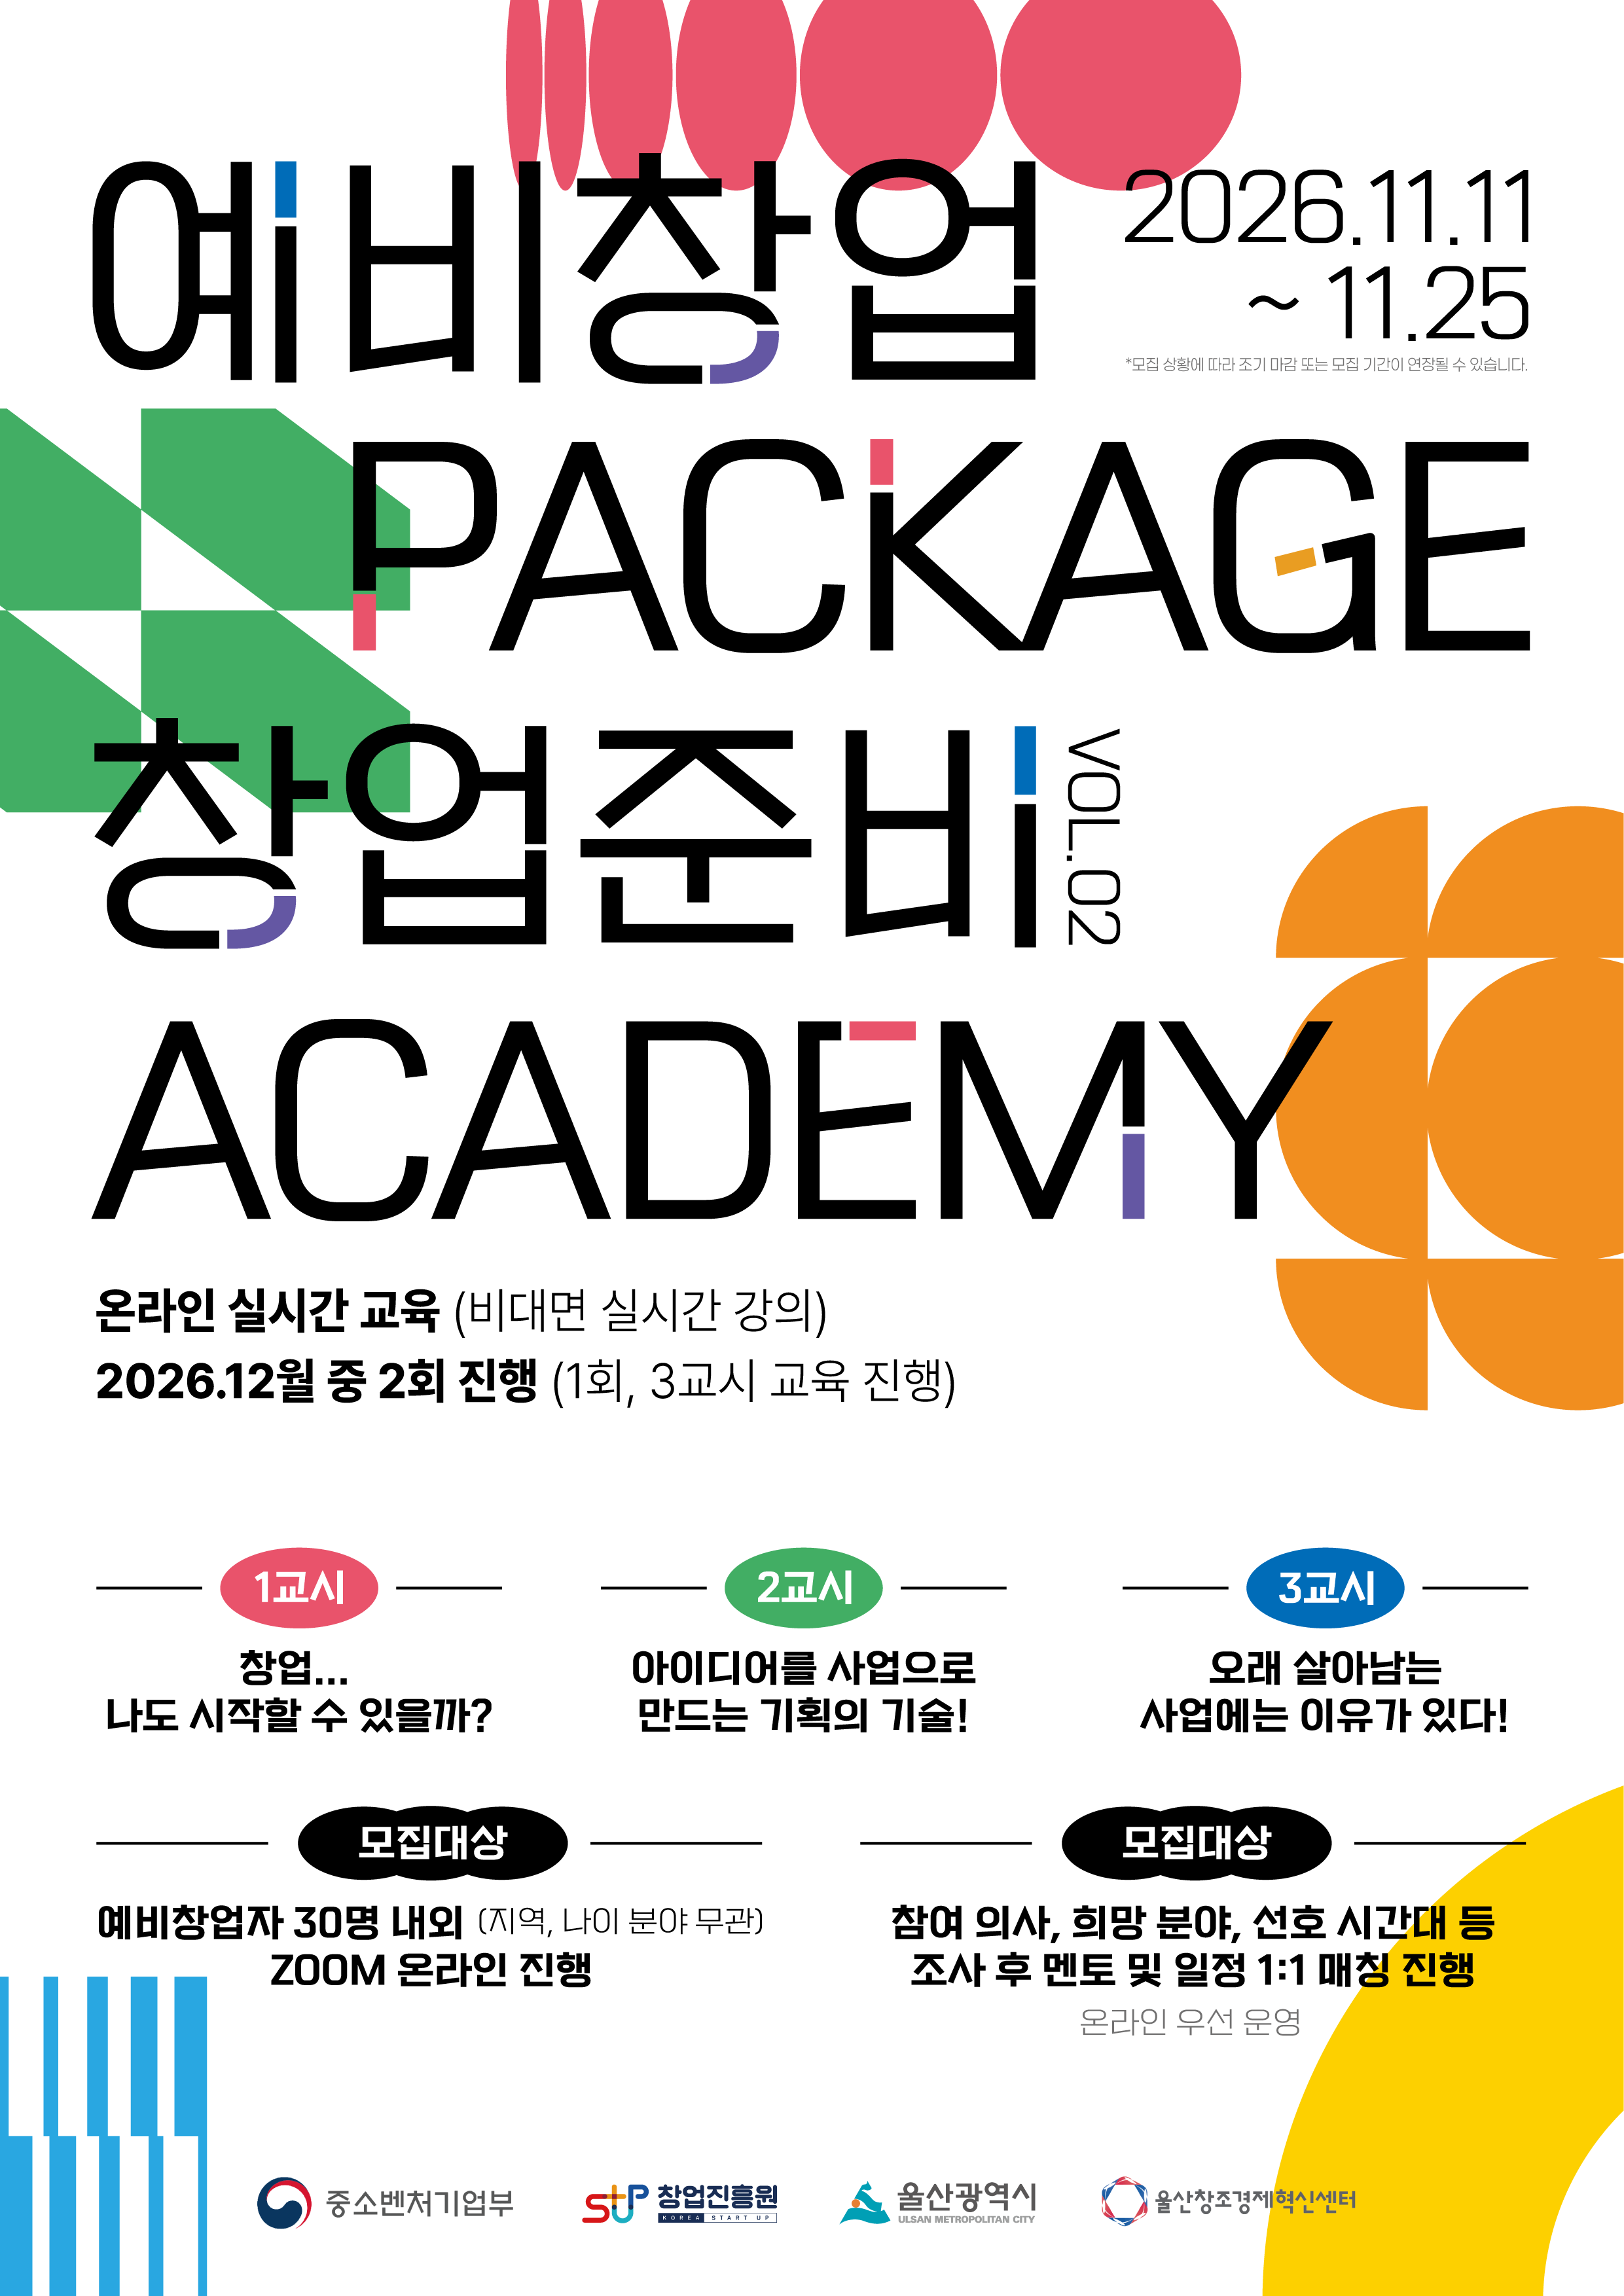 예비창업
2026.11.11
~ 11.25
*모집 상황에 따라 조기 마감 또는 모집 기간이 연장될 수 있습니다.
PACKAGE
창업준비
VOL.02
ACADEMY
온라인 실시간 교육 (비대면 실시간 강의)
2026.12월 중 2회 진행 (1회, 3교시 교육 진행)
1교시
창업...
나도 시작할 수 있을까?
2교시
아이디어를 사업으로
만드는 기획의 기술!
3교시
오래 살아남는
사업에는 이유가 있다!
모집대상
예비창업자 30명 내외 (지역, 나이 분야 무관)
ZOOM 온라인 진행
모집대상
참여 의사, 희망 분야, 선호 시간대 등
조사 후 멘토 및 일정 1:1 매칭 진행
온라인 우선 운영
중소벤처기업부
stuP 창업진흥원
KOREA START UP
울산광역시
ULSAN METROPOLITAN CITY
울산창조경제혁신센터